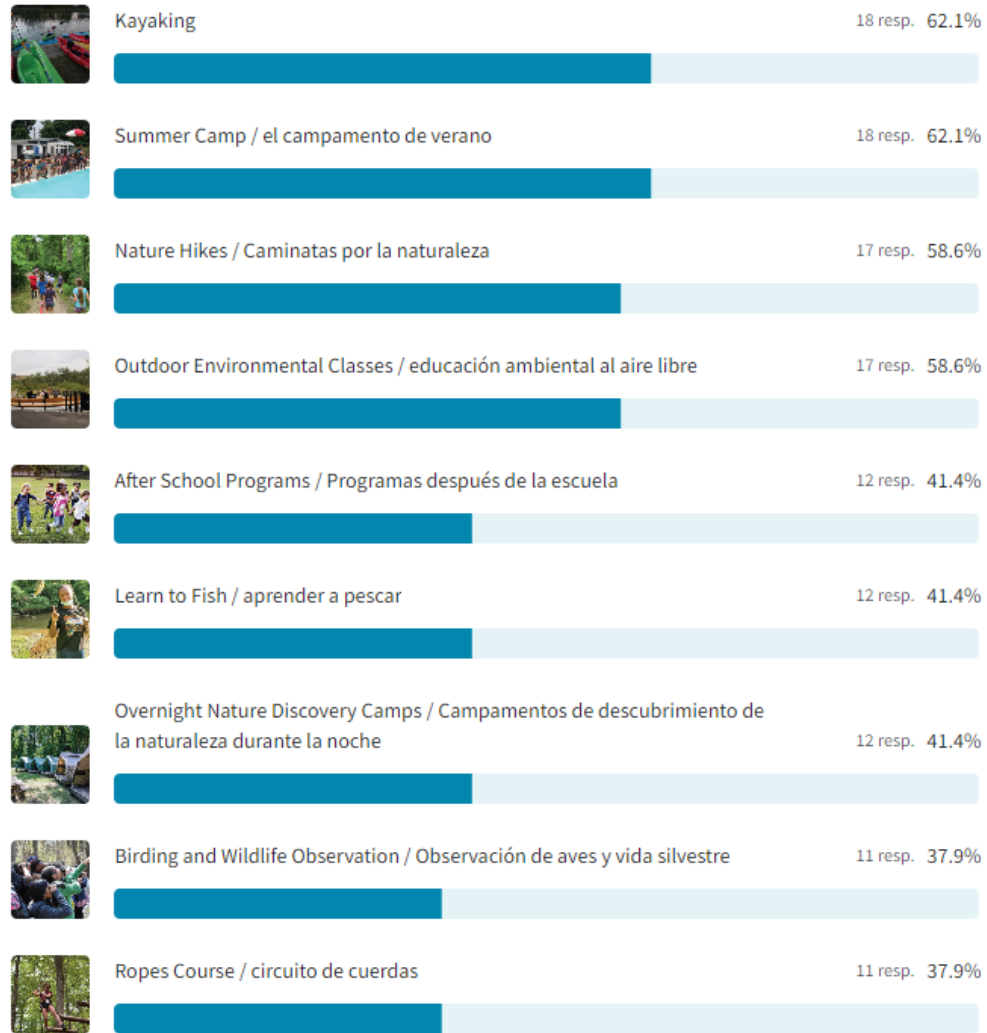 Kayaking 18 resp. 62.1%
Summer Camp / el campamento de verano 18 resp. 62.1%
Nature Hikes / Caminatas por la naturaleza 17 resp. 58.6%
Outdoor Environmental Classes / educación ambiental al aire libre 17 resp. 58.6%
After School Programs / Programas después de la escuela 12 resp. 41.4%
Learn to Fish / aprender a pescar 12 resp. 41.4%
Overnight Nature Discovery Camps / Campamentos de descubrimiento de
la naturaleza durante la noche 12 resp. 41.4%
Birding and Wildlife Observation / Observación de aves y vida silvestre 11 resp. 37.9%
Ropes Course / circuito de cuerdas 11 resp. 37.9%